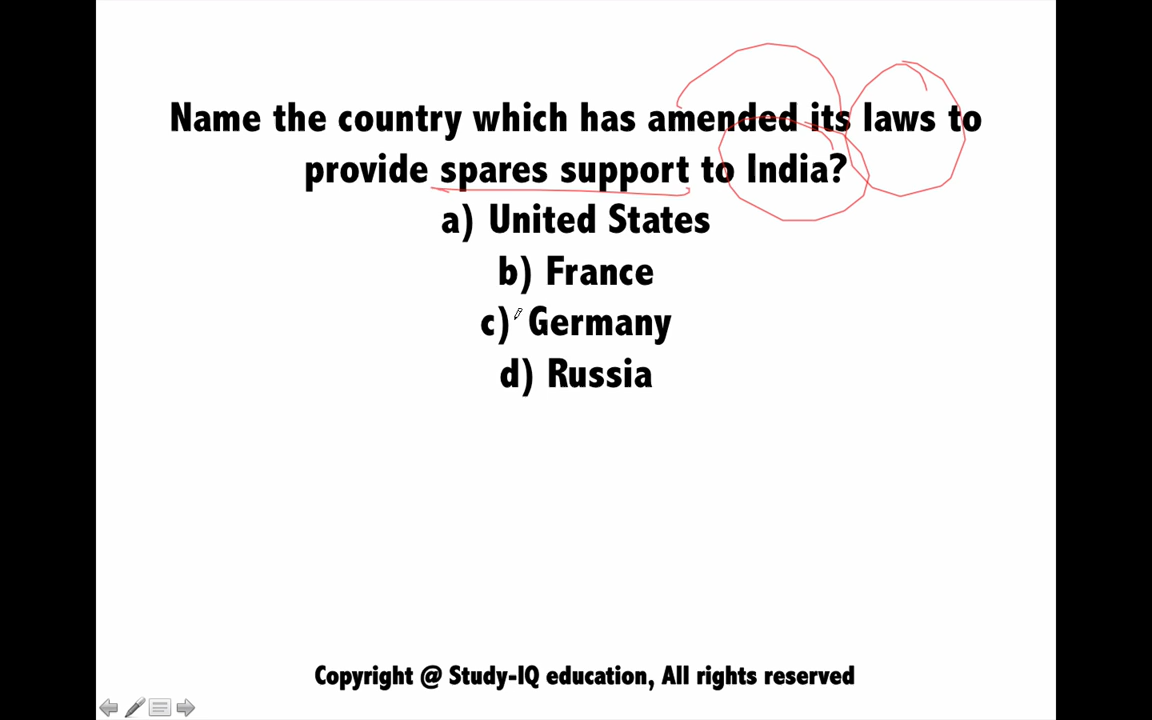 Name the country which has amended its laws to
provide spares support to India?
a) United States
b) France
c) Germany
d) Russia
Copyright @ Study-IQ education, All rights reserved